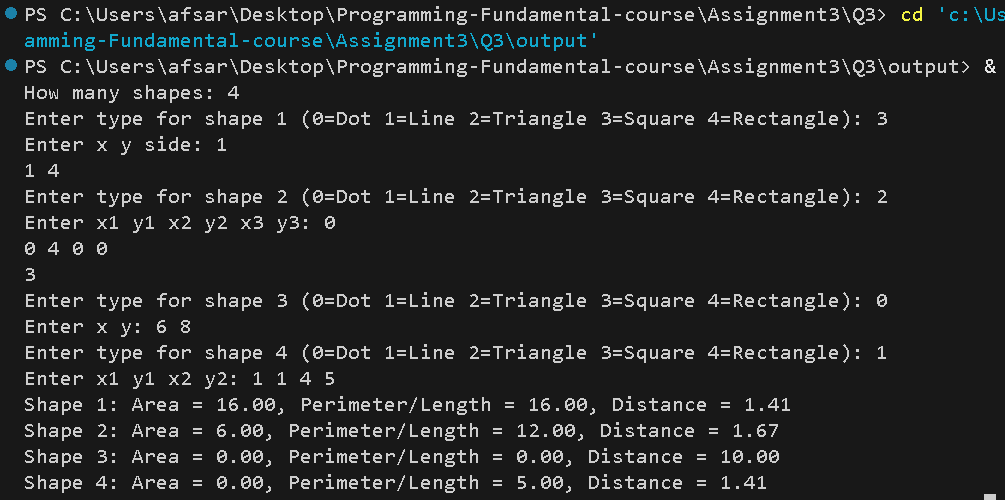 PS C:\Users\afsar\Desktop\Programming-Fundamental-course\Assignment3\Q3> cd 'c:\Us
amming-Fundamental-course\Assignment3\Q3\output'
PS C:\Users\afsar\Desktop\Programming-Fundamental-course\Assignment3\Q3\output> &
How many shapes: 4
Enter type for shape 1 (0=Dot 1=Line 2=Triangle 3=Square 4=Rectangle): 3
Enter x y side: 1
1 4
Enter type for shape 2 (0=Dot 1=Line 2=Triangle 3=Square 4=Rectangle): 2
Enter x1 y1 x2 y2 x3 y3: 0
0 4 0 0
3
Enter type for shape 3 (0=Dot 1=Line 2=Triangle 3=Square 4=Rectangle): 0
Enter x y: 6 8
Enter type for shape 4 (0=Dot 1=Line 2=Triangle 3=Square 4=Rectangle): 1
Enter x1 y1 x2 y2: 1 1 4 5
Shape 1: Area = 16.00, Perimeter/Length = 16.00, Distance = 1.41
Shape 2: Area = 6.00, Perimeter/Length = 12.00, Distance = 1.67
Shape 3: Area = 0.00, Perimeter/Length = 0.00, Distance = 10.00
Shape 4: Area = 0.00, Perimeter/Length = 5.00, Distance = 1.41